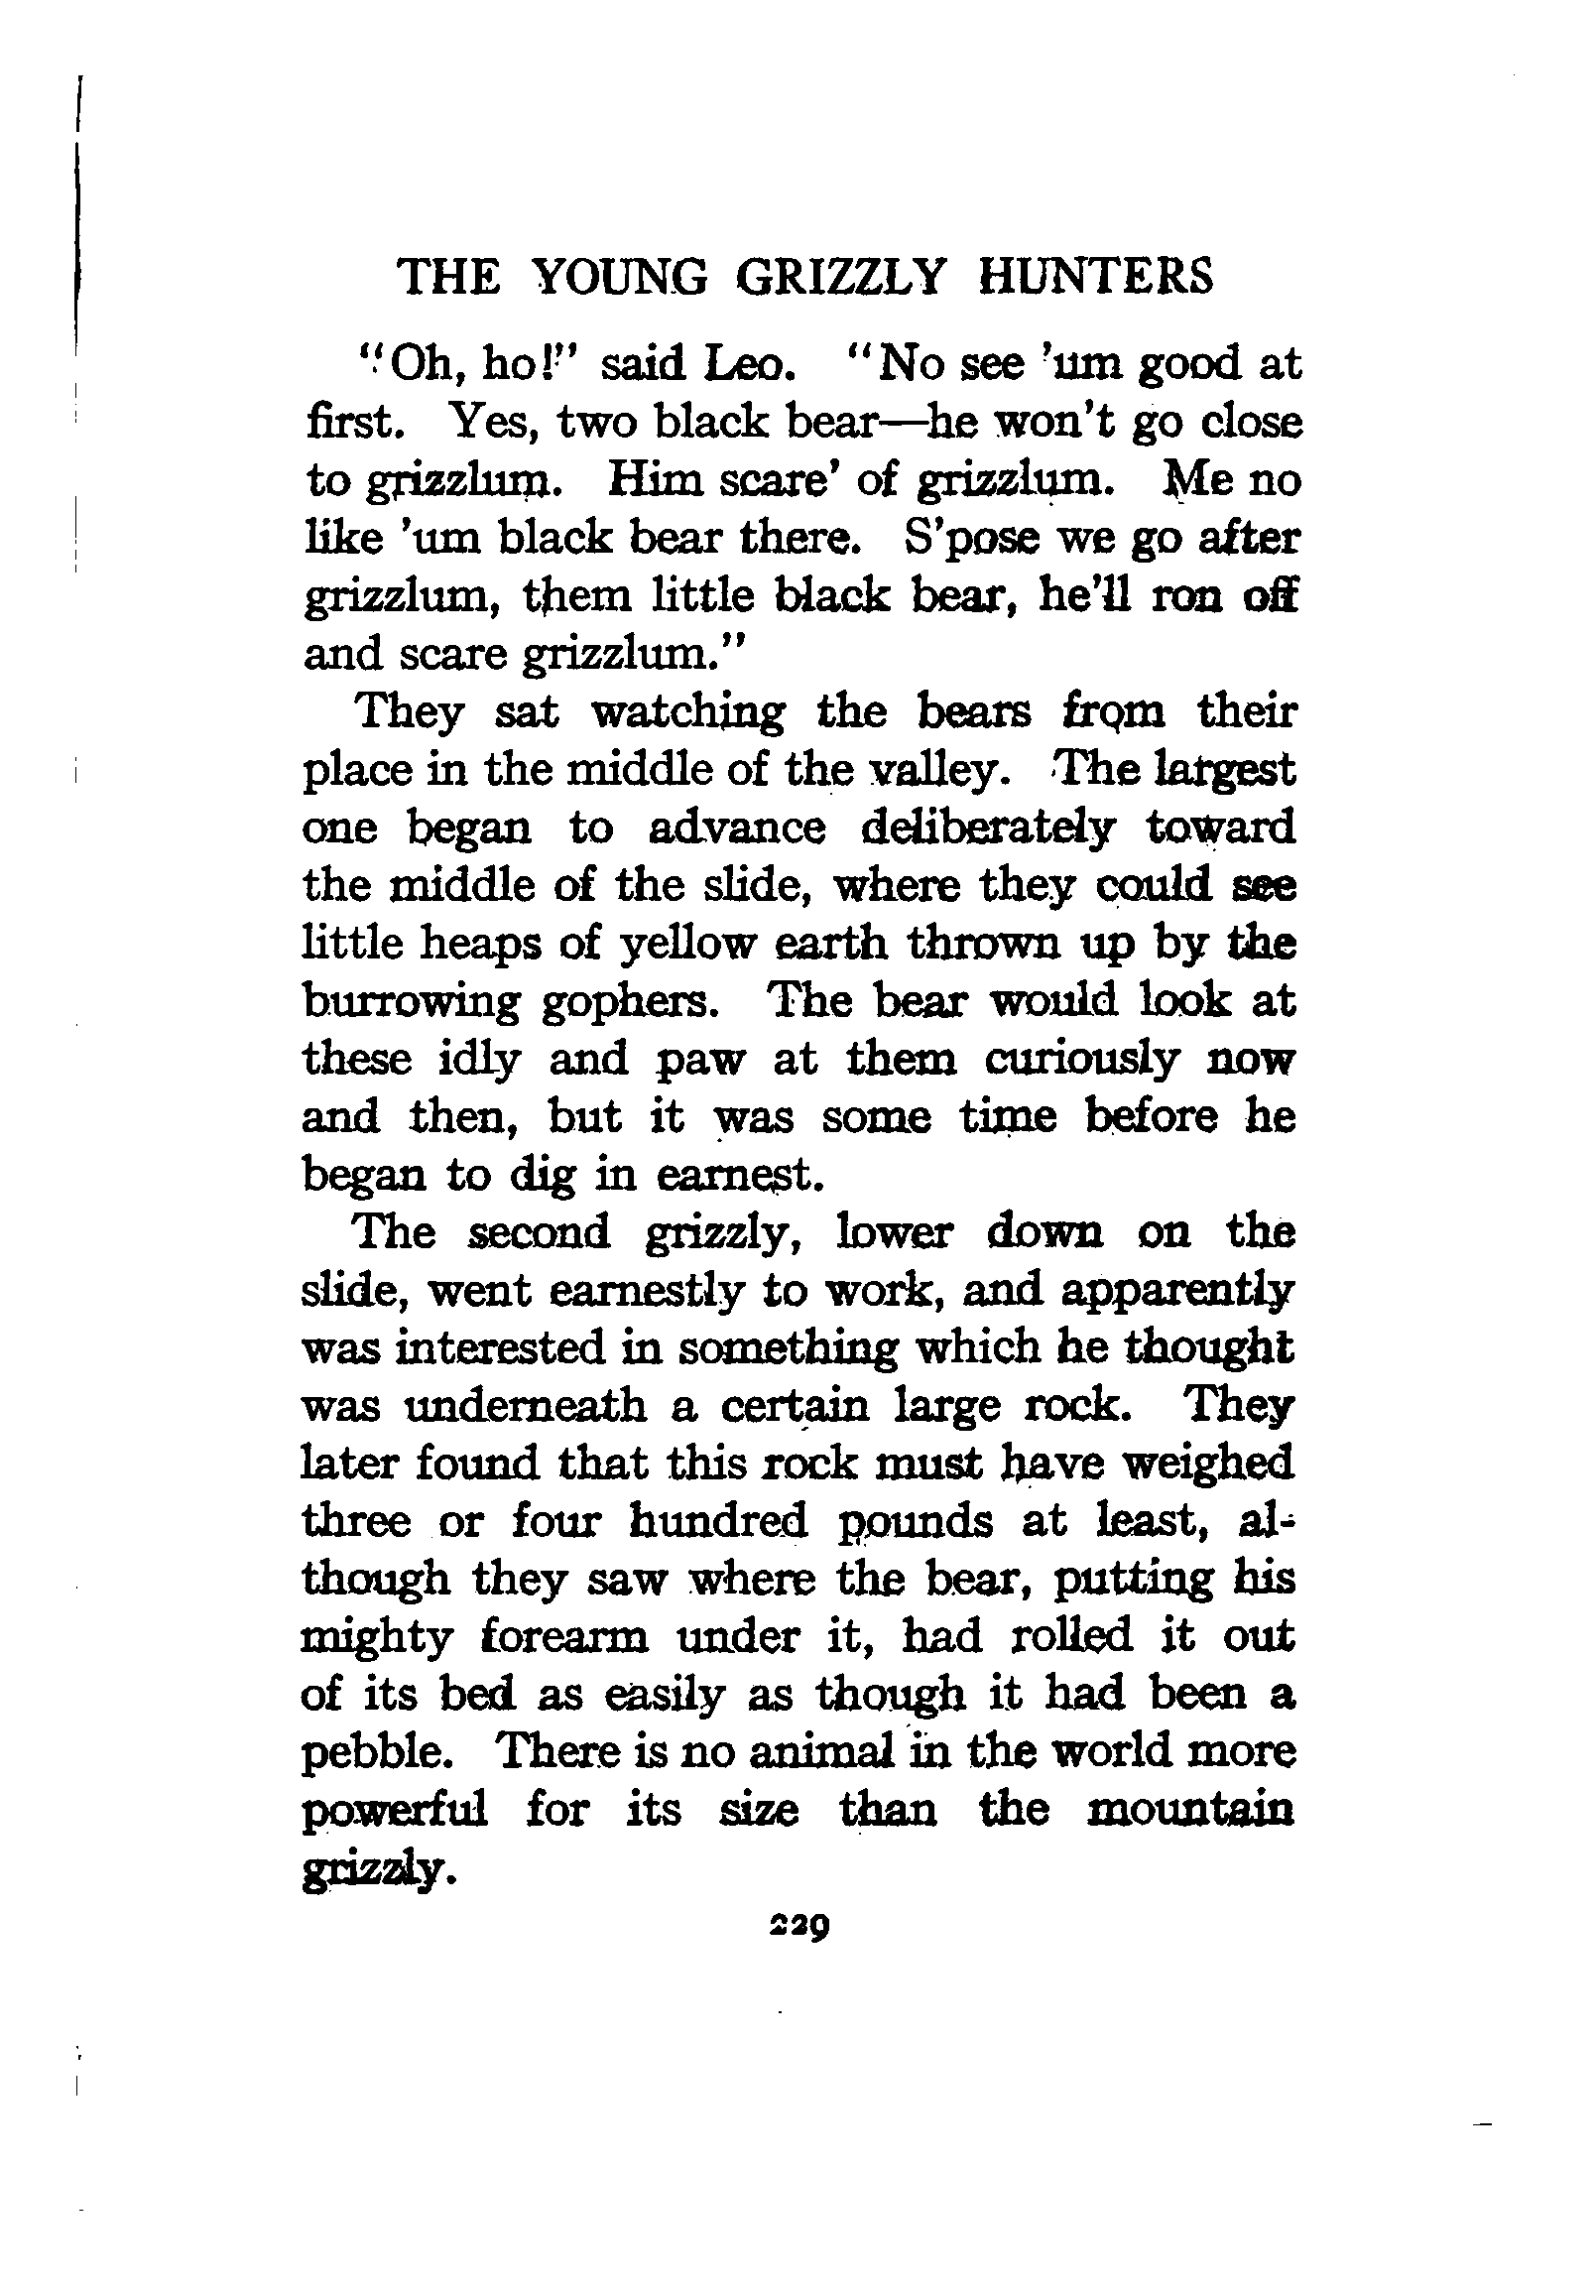 THE YOUNG GRIZZLY HUNTERS
"Oh, ho!" said Leo. "No see 'um good at
first. Yes, two black bear—he won't go close
to grizzlum. Him scare' of grizzlum. Me no
like 'um black bear there. S'pose we go after
grizzlum, them little black bear, he'll ron off
and scare grizzlum."
They sat watching the bears from their
place in the middle of the valley. The largest
one began to advance deliberately toward
the middle of the slide, where they could see
little heaps of yellow earth thrown up by the
burrowing gophers. The bear would look at
these idly and paw at them curiously now
and then, but it was some time before he
began to dig in earnest.
The second grizzly, lower down on the
slide, went earnestly to work, and apparently
was interested in something which he thought
was underneath a certain large rock. They
later found that this rock must have weighed
three or four hundred pounds at least, al-
though they saw where the bear, putting his
mighty forearm under it, had rolled it out
of its bed as easily as though it had been a
pebble. There is no animal in the world more
powerful for its size than the mountain
grizzly.
229